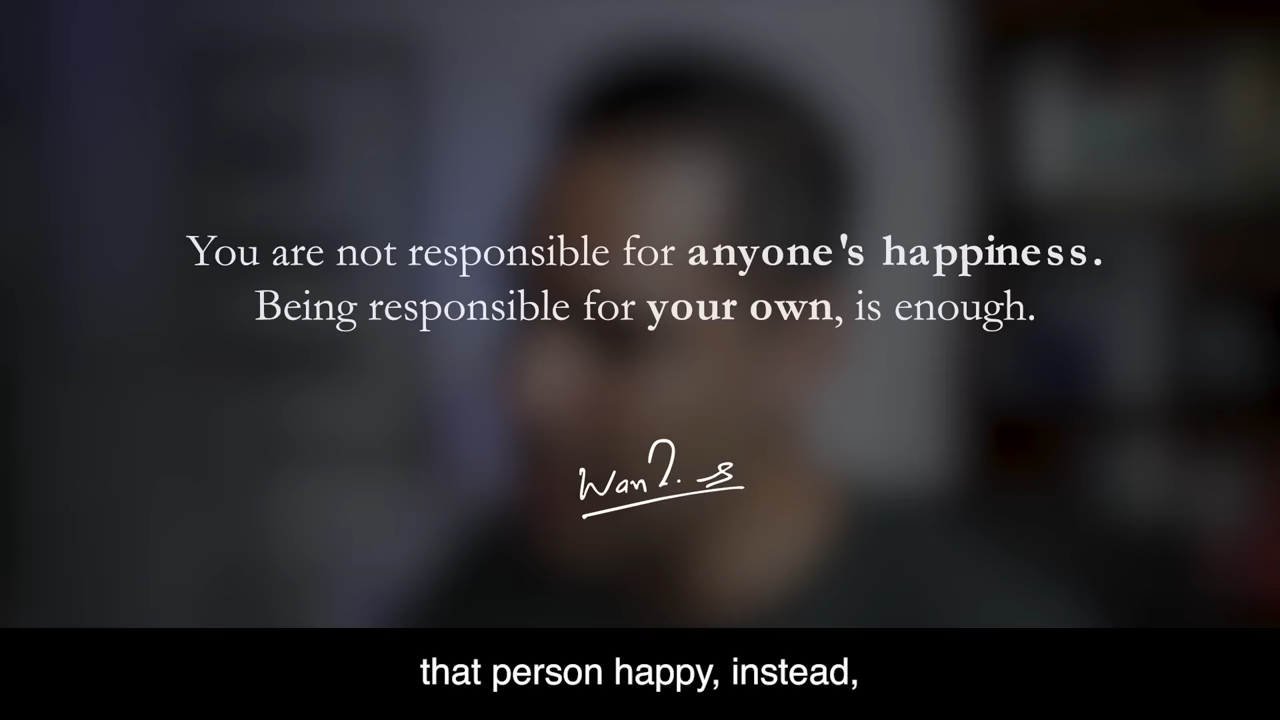 You are not responsible for anyone's happiness.
Being responsible for your own, is enough.
that person happy, instead,